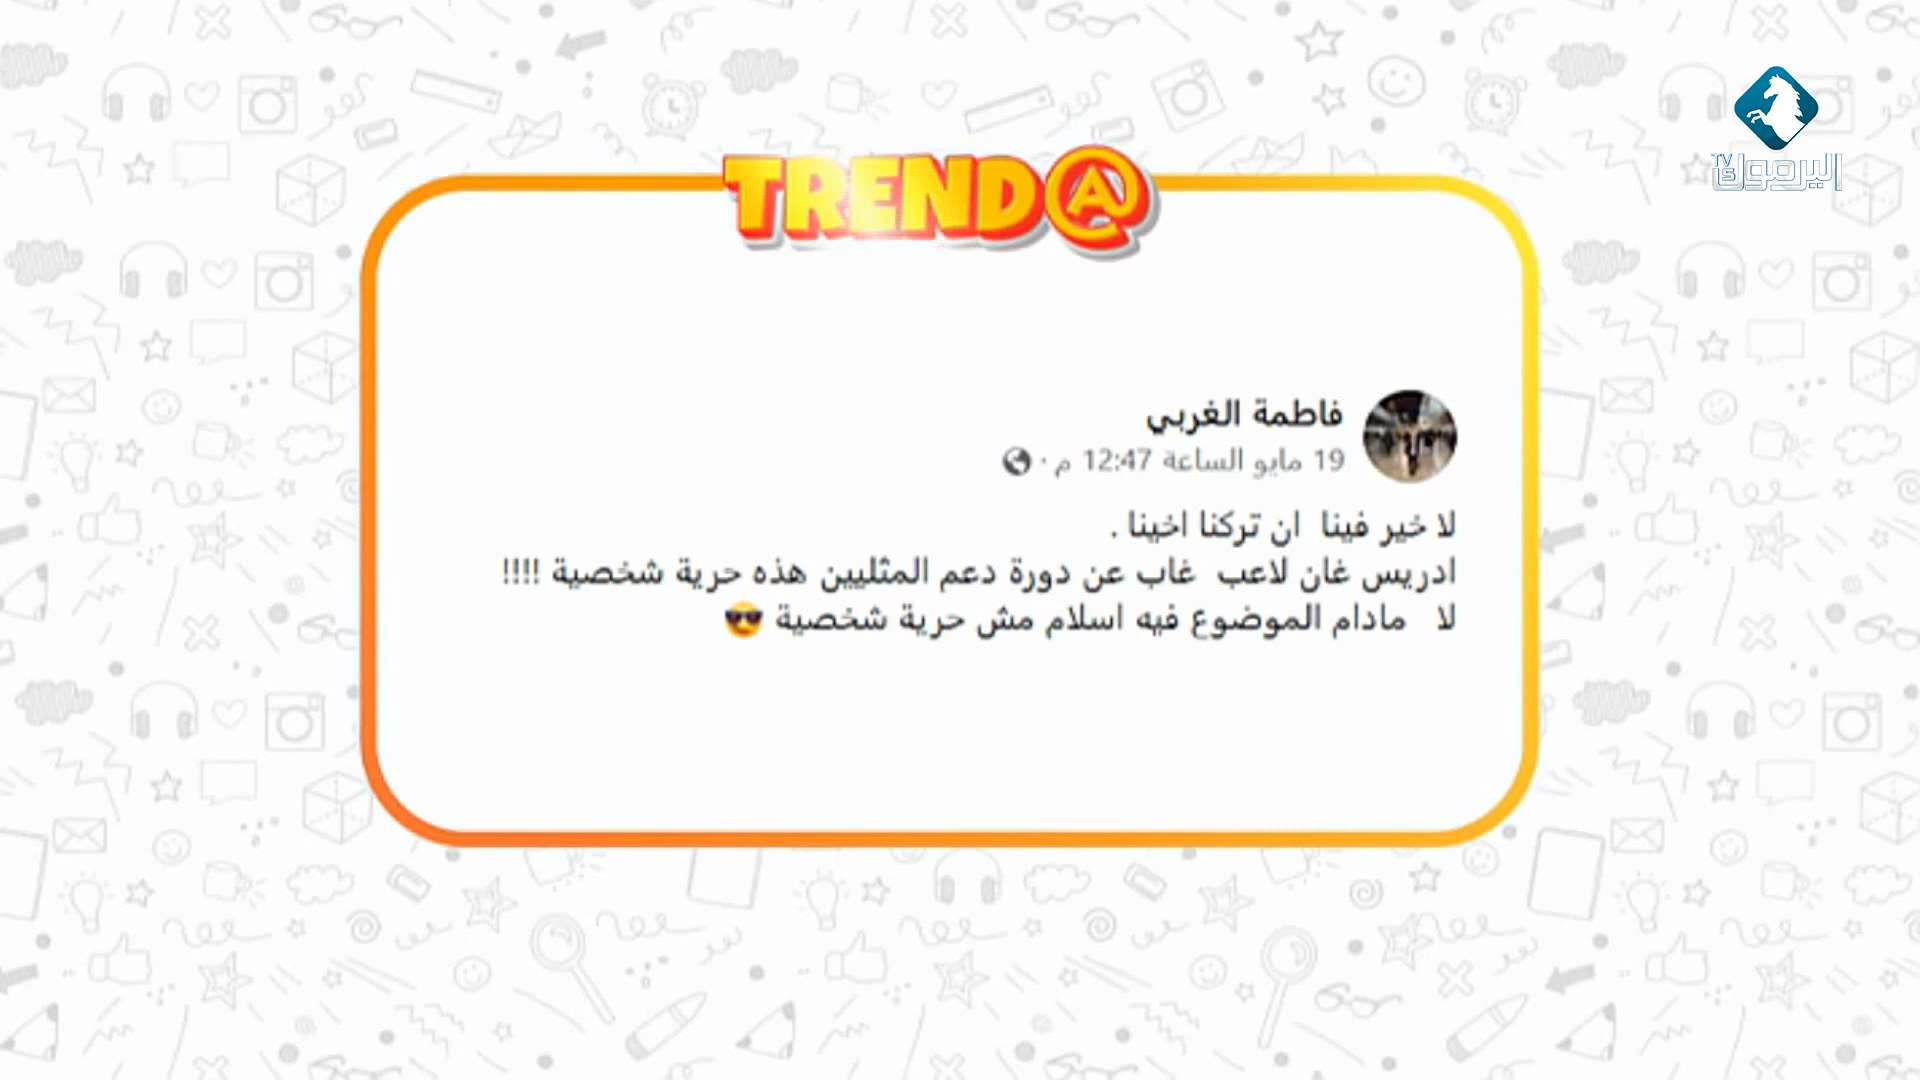 TREND@
اليرموك
TV
فاطمة الغربي
19 مايو الساعة 12:47 م ·
لا خير فينا ان تركنا اخينا .
ادريس غان لاعب غاب عن دورة دعم المثليين هذه حرية شخصية !!!!
لا مادام الموضوع فيه اسلام مش حرية شخصية 😎